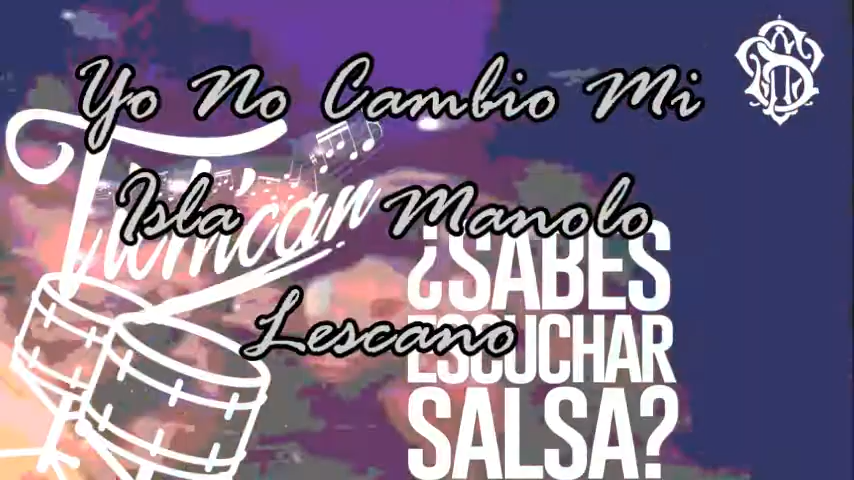 Yo No Cambio Mi
Isla Manolo
Lescano
¿SABES
ESCUCHAR
SALSA?